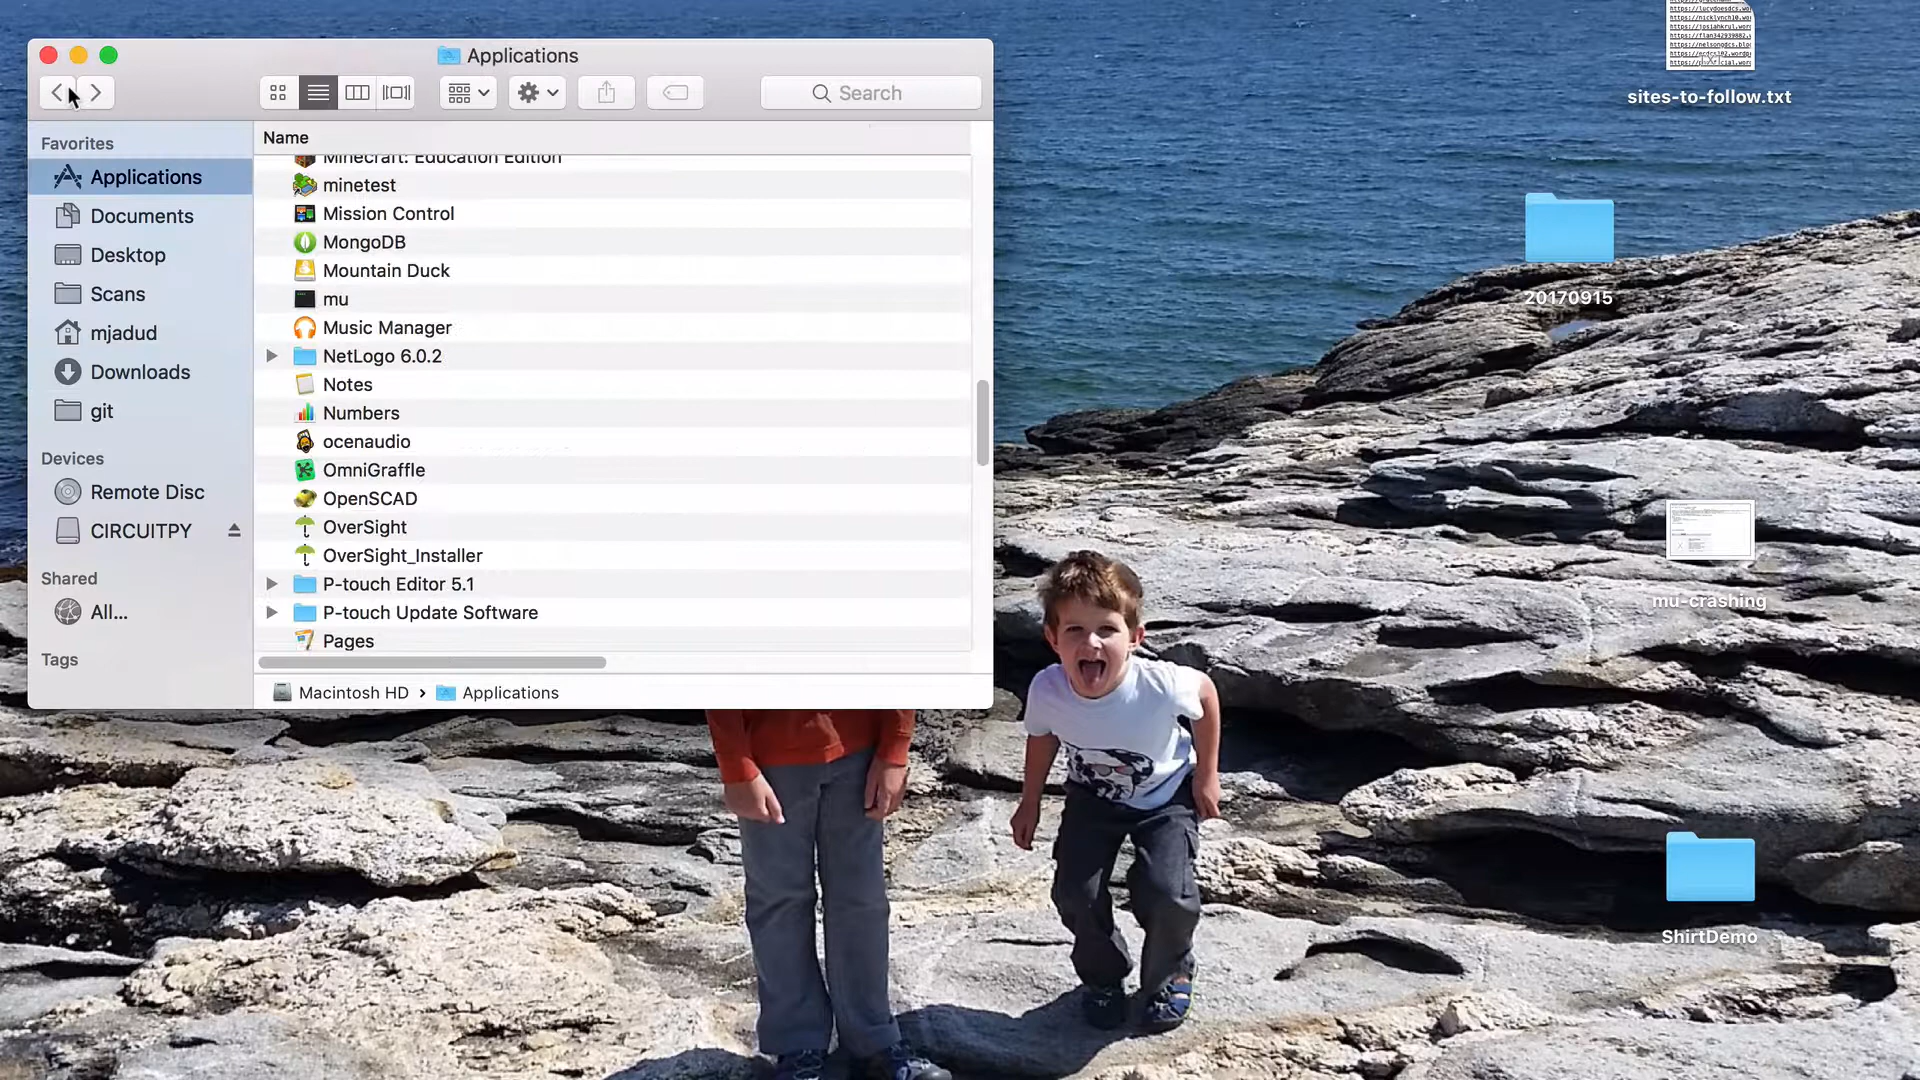 Applications
Search
Favorites
Applications
Documents
Desktop
Scans
mjadud
Downloads
git
Devices
Remote Disc
CIRCUITPY
Shared
All...
Tags
Name
Minecraft: Education Edition
minetest
Mission Control
MongoDB
Mountain Duck
mu
Music Manager
NetLogo 6.0.2
Notes
Numbers
ocenaudio
OmniGraffle
OpenSCAD
OverSight
OverSight_Installer
P-touch Editor 5.1
P-touch Update Software
Pages
Macintosh HD › Applications
sites-to-follow.txt
20170915
mu-crashing
ShirtDemo